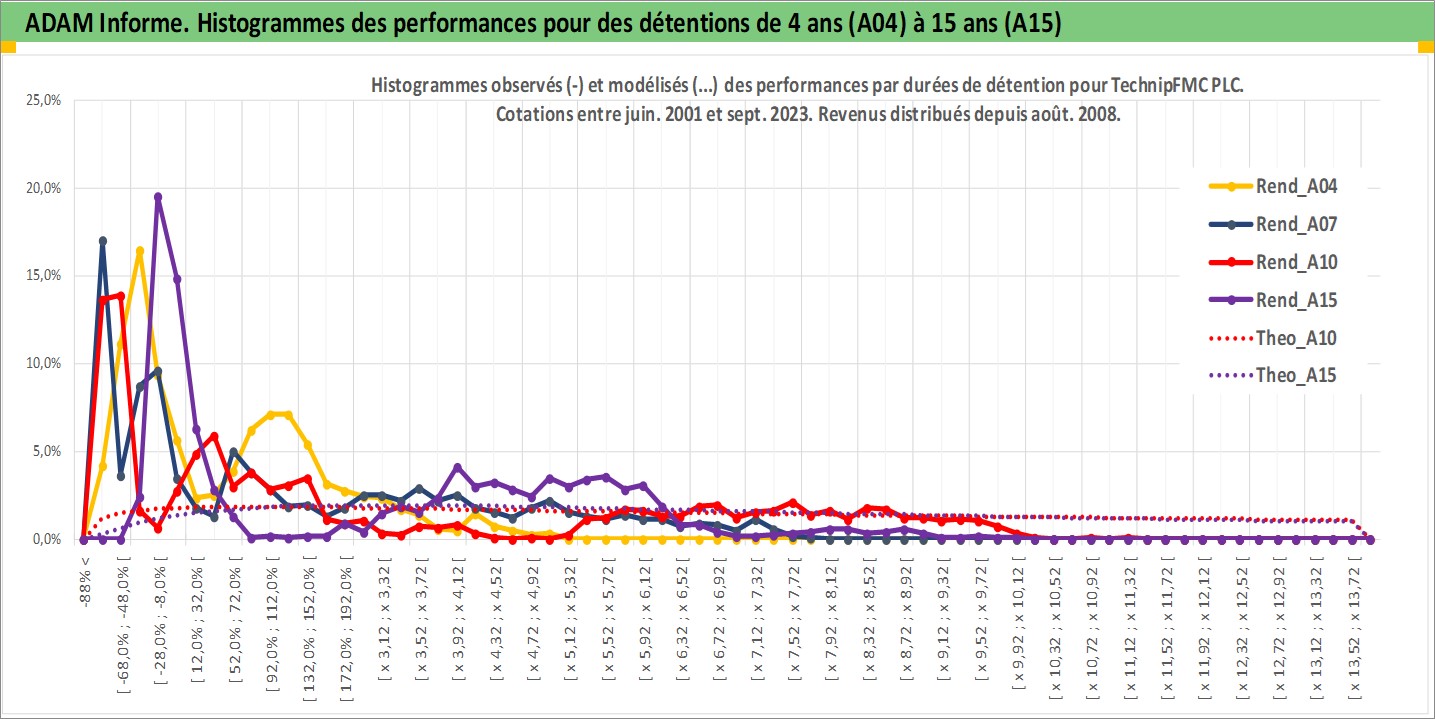 ADAM Informe. Histogrammes des performances pour des détentions de 4 ans (A04) à 15 ans (A15)
Histogrammes observés (-) et modélisés (...) des performances par durées de détention pour TechnipFMC PLC.
Cotations entre juin. 2001 et sept. 2023. Revenus distribués depuis août. 2008.
25,0%
20,0%
15,0%
10,0%
5,0%
0,0%
Rend_A04
Rend_A07
Rend_A10
Rend_A15
Theo_A10
Theo_A15
-88% <
[ -68,0% ; -48,0% [
[ -28,0% ; -8,0% [
[ 12,0% ; 32,0% [
[ 52,0% ; 72,0% [
[ 92,0% ; 112,0% [
[ 132,0% ; 152,0% [
[ 172,0% ; 192,0% [
[ x 3,12 ; x 3,32 [
[ x 3,52 ; x 3,72 [
[ x 3,92 ; x 4,12 [
[ x 4,32 ; x 4,52 [
[ x 4,72 ; x 4,92 [
[ x 5,12 ; x 5,32 [
[ x 5,52 ; x 5,72 [
[ x 5,92 ; x 6,12 [
[ x 6,32 ; x 6,52 [
[ x 6,72 ; x 6,92 [
[ x 7,12 ; x 7,32 [
[ x 7,52 ; x 7,72 [
[ x 7,92 ; x 8,12 [
[ x 8,32 ; x 8,52 [
[ x 8,72 ; x 8,92 [
[ x 9,12 ; x 9,32 [
[ x 9,52 ; x 9,72 [
[ x 9,92 ; x 10,12 [
[ x 10,32 ; x 10,52 [
[ x 10,72 ; x 10,92 [
[ x 11,12 ; x 11,32 [
[ x 11,52 ; x 11,72 [
[ x 11,92 ; x 12,12 [
[ x 12,32 ; x 12,52 [
[ x 12,72 ; x 12,92 [
[ x 13,12 ; x 13,32 [
[ x 13,52 ; x 13,72 [